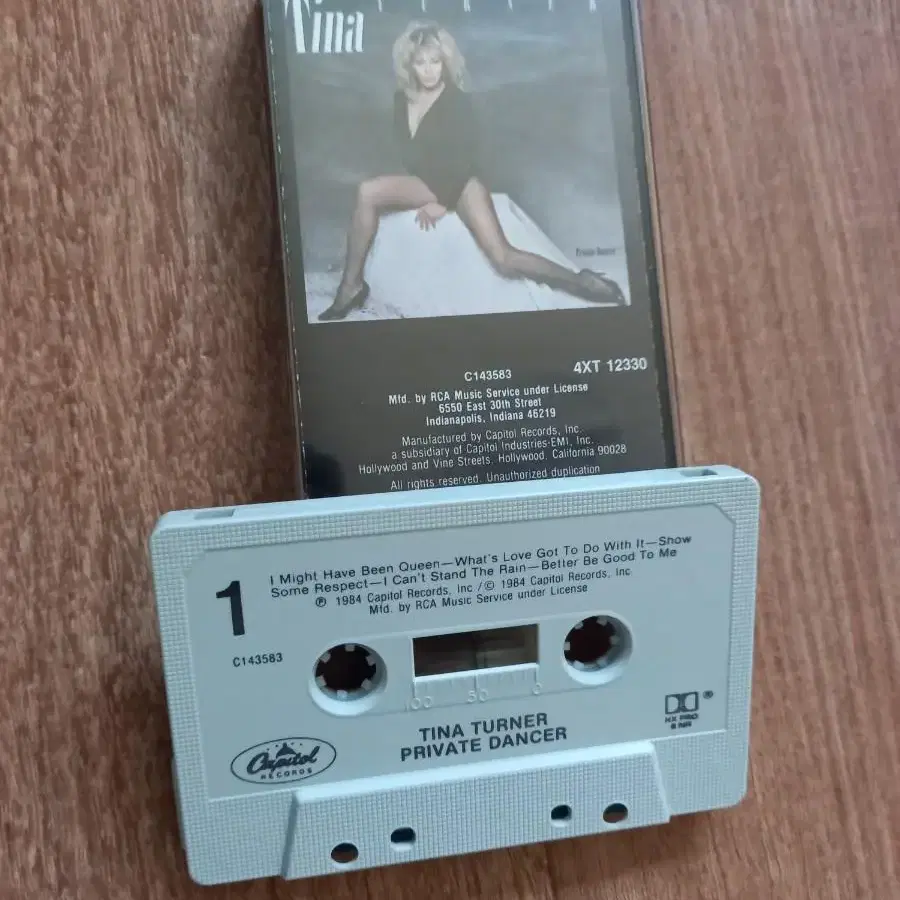 Tina
Private Dancer
C143583
4XT 12330
Mfd. by RCA Music Service under License
6550 East 30th Street
Indianapolis, Indiana 46219
Manufactured by Capitol Records, Inc.
a subsidiary of Capitol Industries-EMI, Inc.
Hollywood and Vine Streets, Hollywood, California 90028
All rights reserved. Unauthorized duplication
1
I Might Have Been Queen—What's Love Got To Do With It—Show
Some Respect—I Can't Stand The Rain—Better Be Good To Me
℗ 1984 Capitol Records, Inc /© 1984 Capitol Records, Inc.
Mfd. by RCA Music Service under License
C143583
100 50 0
TINA TURNER
PRIVATE DANCER
Capitol
RECORDS
®
HX PRO